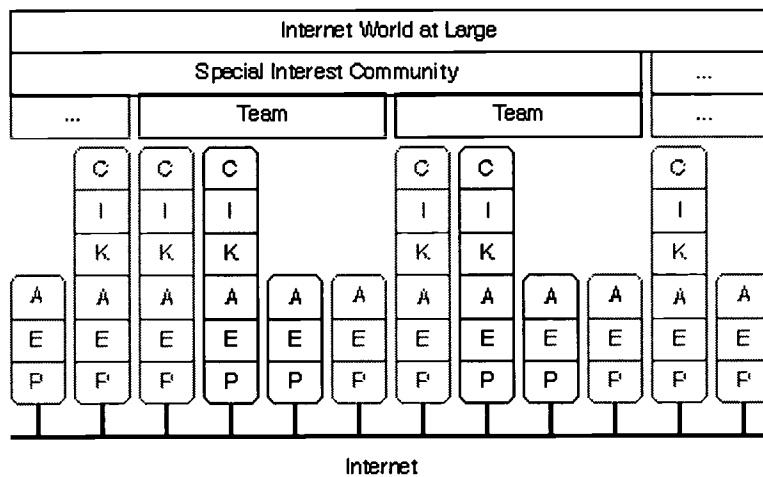 Internet World at Large
Special Interest Community ...
... Team Team ...
C C C C C C
I I I I I I
K K K K K K
A A A A A A A A A A A A
E E E E E E E E E E E E
P P P P P P P P P P P P
Internet